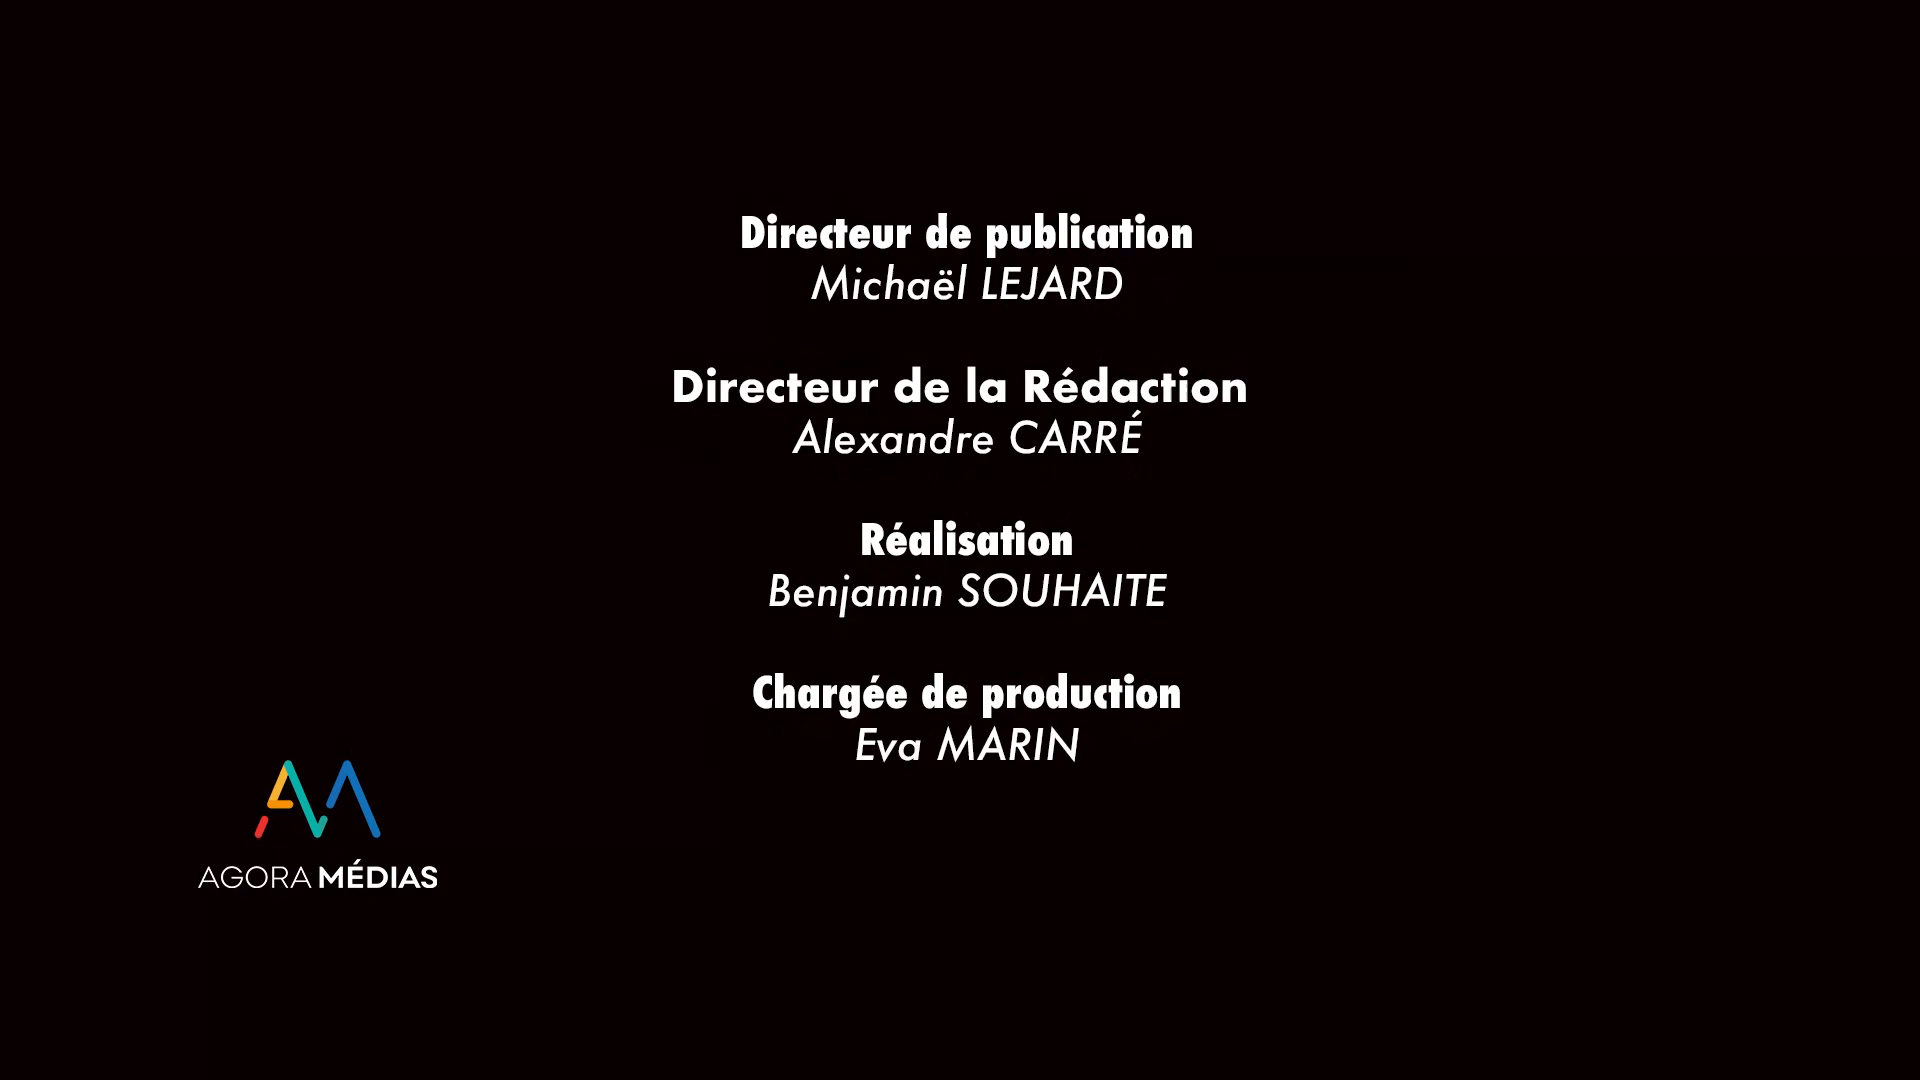 Directeur de publication
Michaël LEJARD
Directeur de la Rédaction
Alexandre CARRÉ
Réalisation
Benjamin SOUHAITE
Chargée de production
Eva MARIN
AGORA MÉDIAS